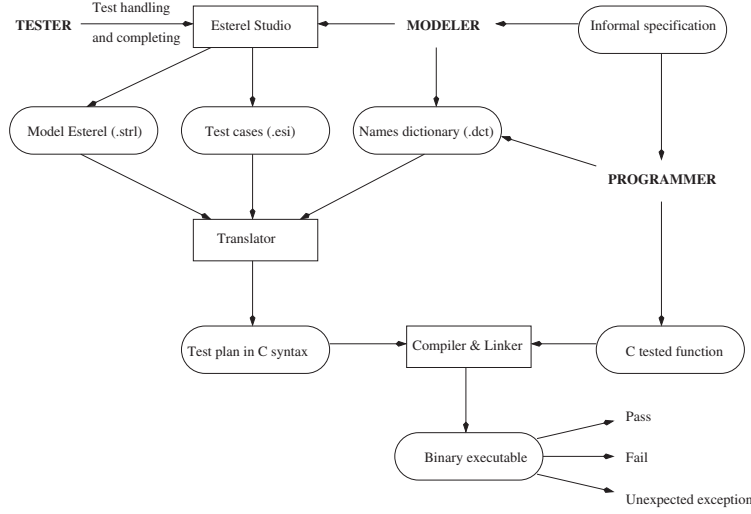 Test handling
and completing
TESTER
Esterel Studio
MODELER
Informal specification
Model Esterel (.strl)
Test cases (.esi)
Names dictionary (.dct)
PROGRAMMER
Translator
Test plan in C syntax
Compiler & Linker
C tested function
Binary executable
Pass
Fail
Unexpected exception